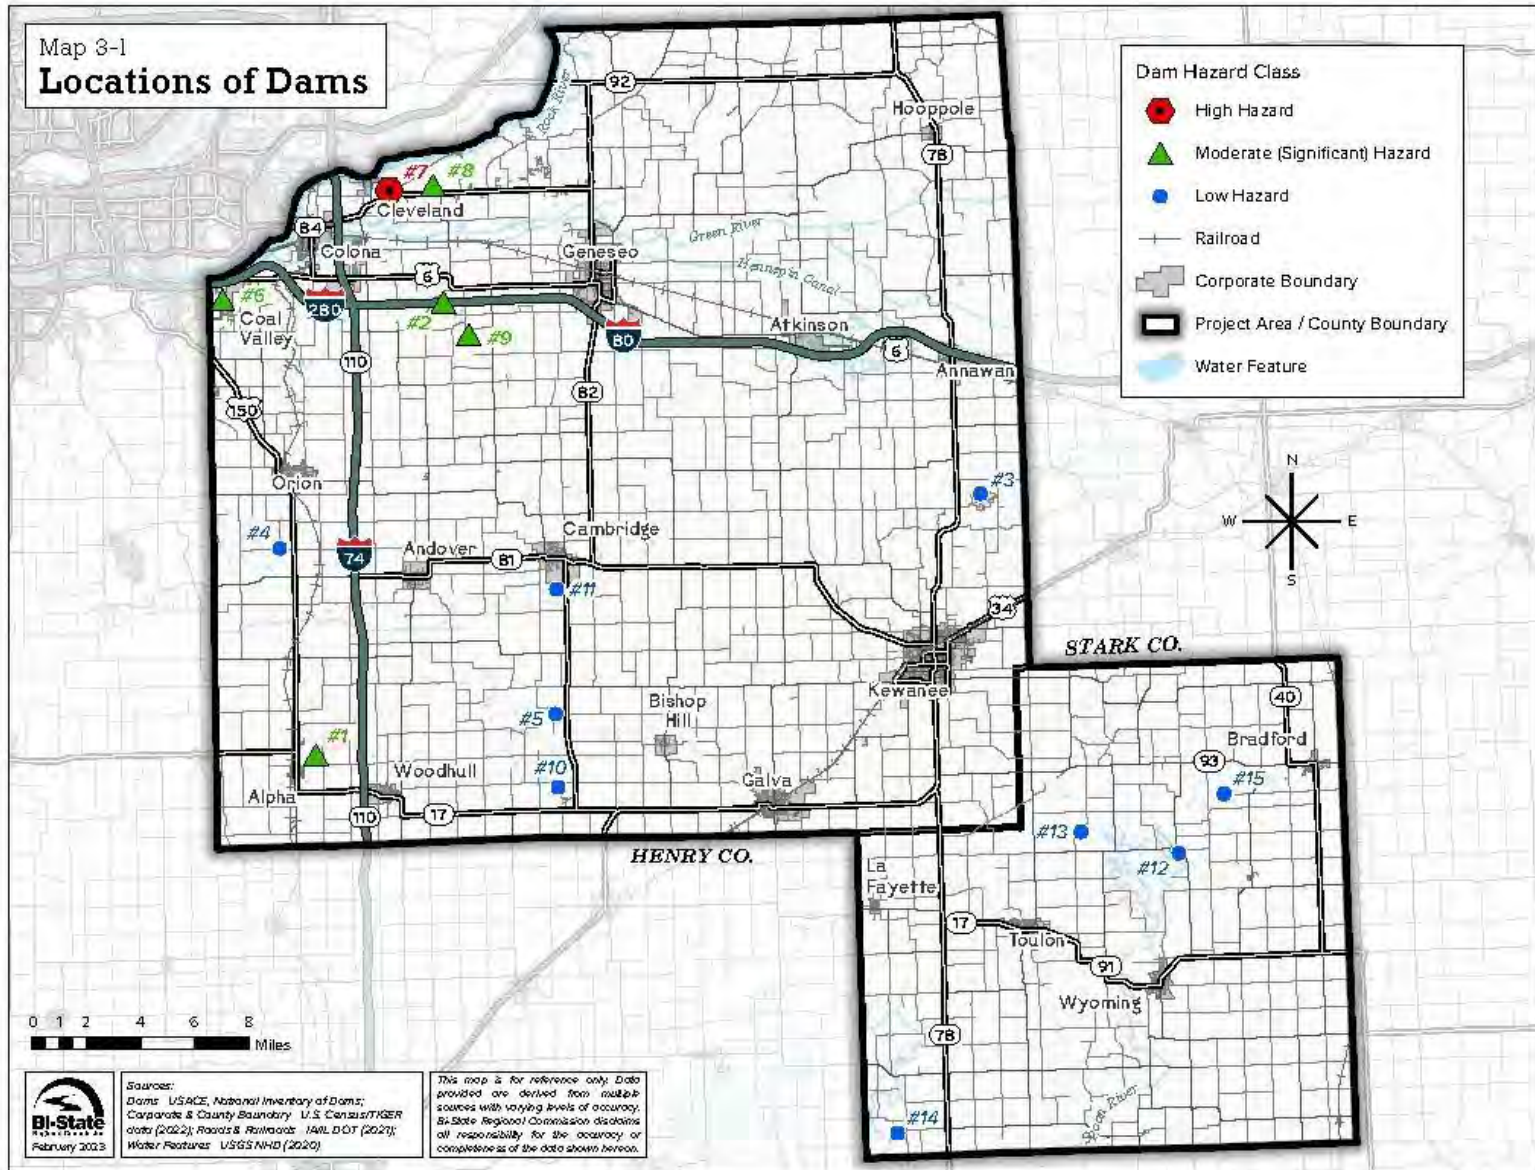 Map 3-1
Locations of Dams
Dam Hazard Class
High Hazard
Moderate (Significant) Hazard
Low Hazard
Railroad
Corporate Boundary
Project Area / County Boundary
Water Feature
92
Rock River
Hooppole
78
#7
#8
Cleveland
84
Colona
Geneseo
Green River
Hennepin Canal
6
#6
280
#2
Coal
Valley
#9
80
Atkinson
6
Annawan
110
82
150
Orion
#3
N
W
E
S
#4
Cambridge
74
Andover
81
#11
34
STARK CO.
Kewanee
Bishop
Hill
#5
40
Bradford
#1
93
#15
#10
Woodhull
Galva
Alpha
110
17
#13
HENRY CO.
#12
La
Fayette
17
Toulon
91
Wyoming
78
#14
0 1 2 4 6 8
Miles
Bi-State
February 2023
Sources:
Dams USACE, National Inventory of Dams;
Corporate & County Boundary U.S. Census/TIGER
data (2022); Roads & Railroads IA/IL DOT (2021);
Water Features USGS NHD (2020)
This map is for reference only. Data
provided are derived from multiple
sources with varying levels of accuracy.
Bi-State Regional Commission disclaims
all responsibility for the accuracy or
completeness of the data shown hereon.